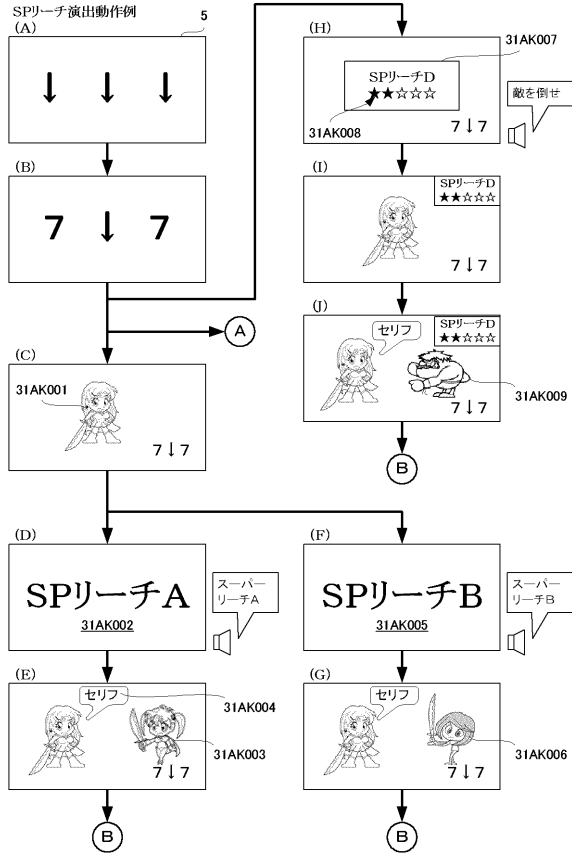 SPリーチ演出動作例
(A)
5
↓ ↓ ↓
(B)
7 ↓ 7
A
(C)
31AK001
7↓7
(D)
SPリーチA
31AK002
スーパー
リーチA
(E)
セリフ
31AK004
31AK003
7↓7
B
(H)
31AK007
SPリーチD
★★☆☆☆
31AK008
7↓7
敵を倒せ
(I)
SPリーチD
★★☆☆☆
7↓7
(J)
SPリーチD
★★☆☆☆
セリフ
31AK009
7↓7
B
(F)
SPリーチB
31AK005
スーパー
リーチB
(G)
セリフ
31AK006
7↓7
B